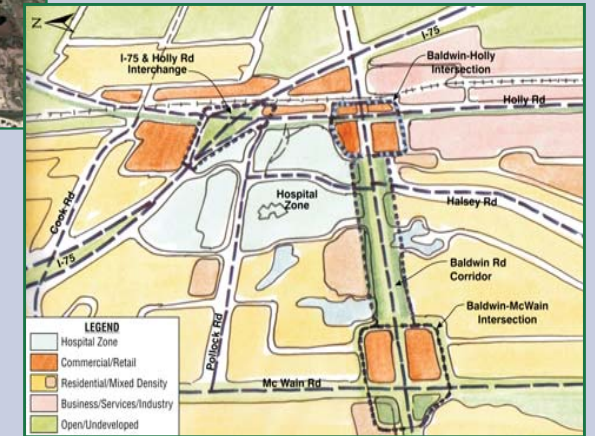 N
I-75
I-75 & Holly Rd
Interchange
Baldwin-Holly
Intersection
Holly Rd
Cook Rd
Hospital
Zone
Halsey Rd
I-75
Baldwin Rd
Corridor
Baldwin-McWain
Intersection
Pollock Rd
Mc Wain Rd
LEGEND
Hospital Zone
Commercial/Retail
Residential/Mixed Density
Business/Services/Industry
Open/Undeveloped